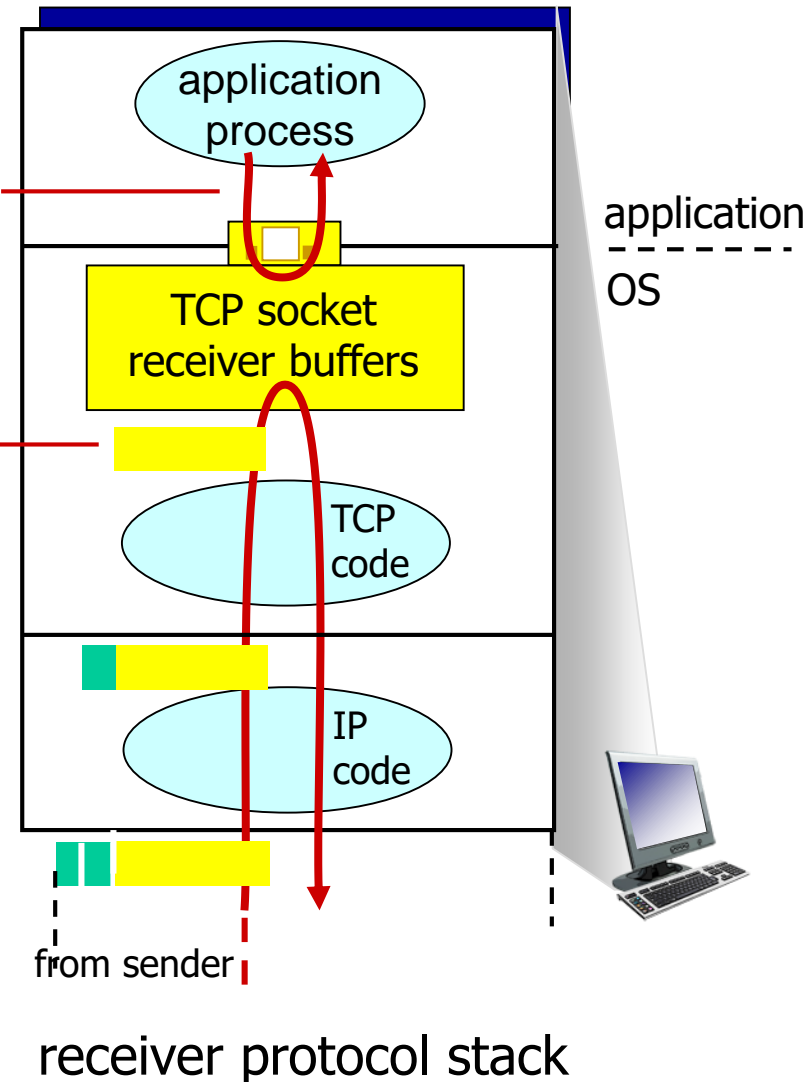 application
process
application
OS
TCP socket
receiver buffers
TCP
code
IP
code
from sender
receiver protocol stack